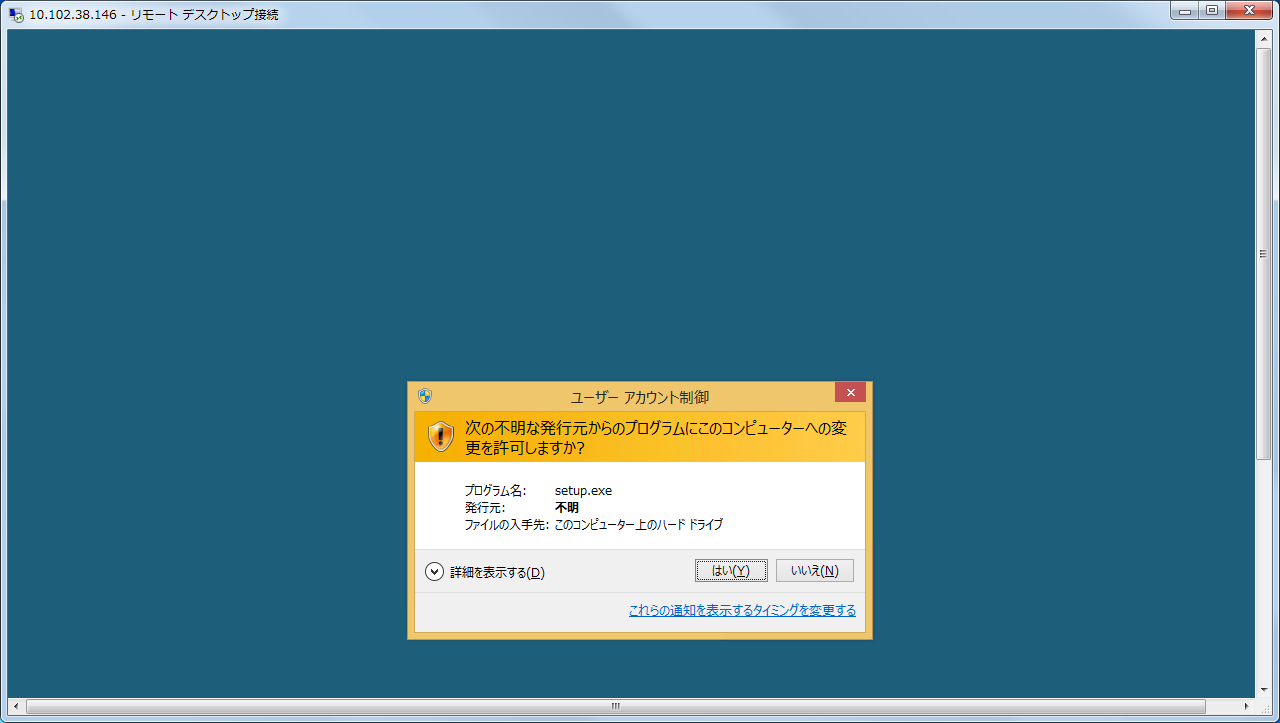 10.102.38.146 - リモート デスクトップ接続
ユーザー アカウント制御
次の不明な発行元からのプログラムにこのコンピューターへの変
更を許可しますか?
プログラム名: setup.exe
発行元: 不明
ファイルの入手先: このコンピューター上のハード ドライブ
詳細を表示する(D) はい(Y) いいえ(N)
これらの通知を表示するタイミングを変更する